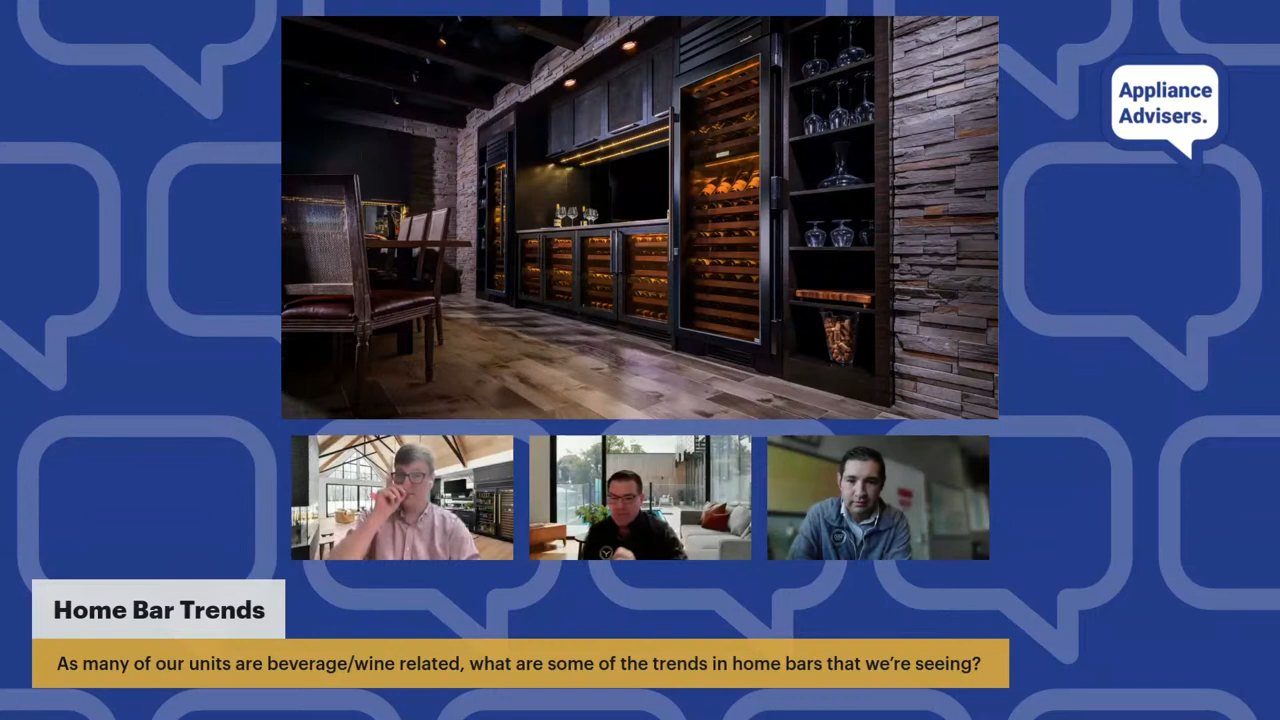 Appliance
Advisers.
Home Bar Trends
As many of our units are beverage/wine related, what are some of the trends in home bars that we're seeing?